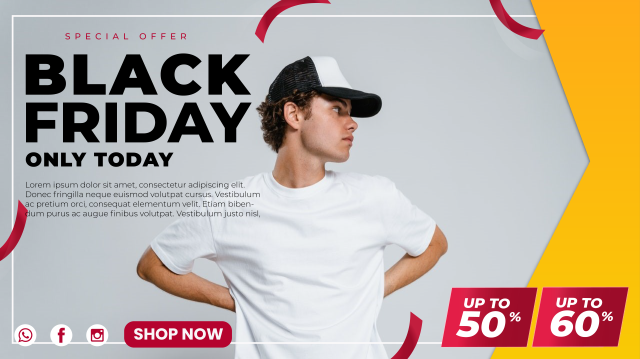 SPECIAL OFFER
BLACK
FRIDAY
ONLY TODAY
Lorem ipsum dolor sit amet, consectetur adipiscing elit.
Donec fringilla neque euismod volutpat cursus. Vestibulum
ac pretium orci, consequat elementum velit. Etiam biben-
dum purus ac augue finibus volutpat. Vestibulum justo nisl,
SHOP NOW
UP TO
50%
UP TO
60%